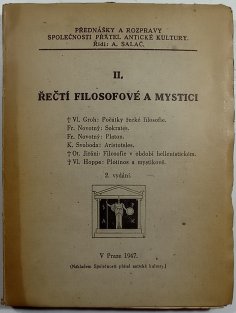 PŘEDNÁŠKY A ROZPRAVY
SPOLEČNOSTI PŘÁTEL ANTICKÉ KULTURY.
Řídí: A. SALAČ.
II.
ŘEČTÍ FILOSOFOVÉ A MYSTICI
† Vl. Groh: Počátky řecké filosofie.
Fr. Novotný: Sokrates.
Fr. Novotný: Platon.
K. Svoboda: Aristoteles.
† Ot. Jiráni: Filosofie v období hellenistickém.
† Vl. Hoppe: Plotinos a mystikové.
2. vydání.
V Praze 1947.
(Nákladem Společnosti přátel antické kultury.)